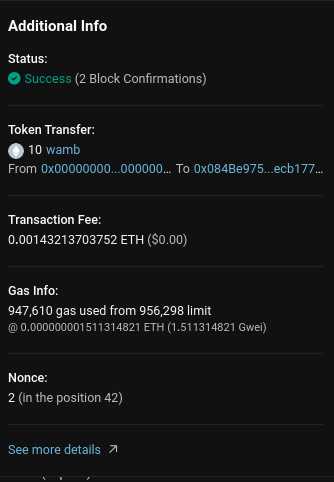 Additional Info
Status:
Success (2 Block Confirmations)
Token Transfer:
10 wamb
From 0x00000000...000000... To 0x084Be975...ecb177...
Transaction Fee:
0.00143213703752 ETH ($0.00)
Gas Info:
947,610 gas used from 956,298 limit
@ 0.000000001511314821 ETH (1.511314821 Gwei)
Nonce:
2 (in the position 42)
See more details